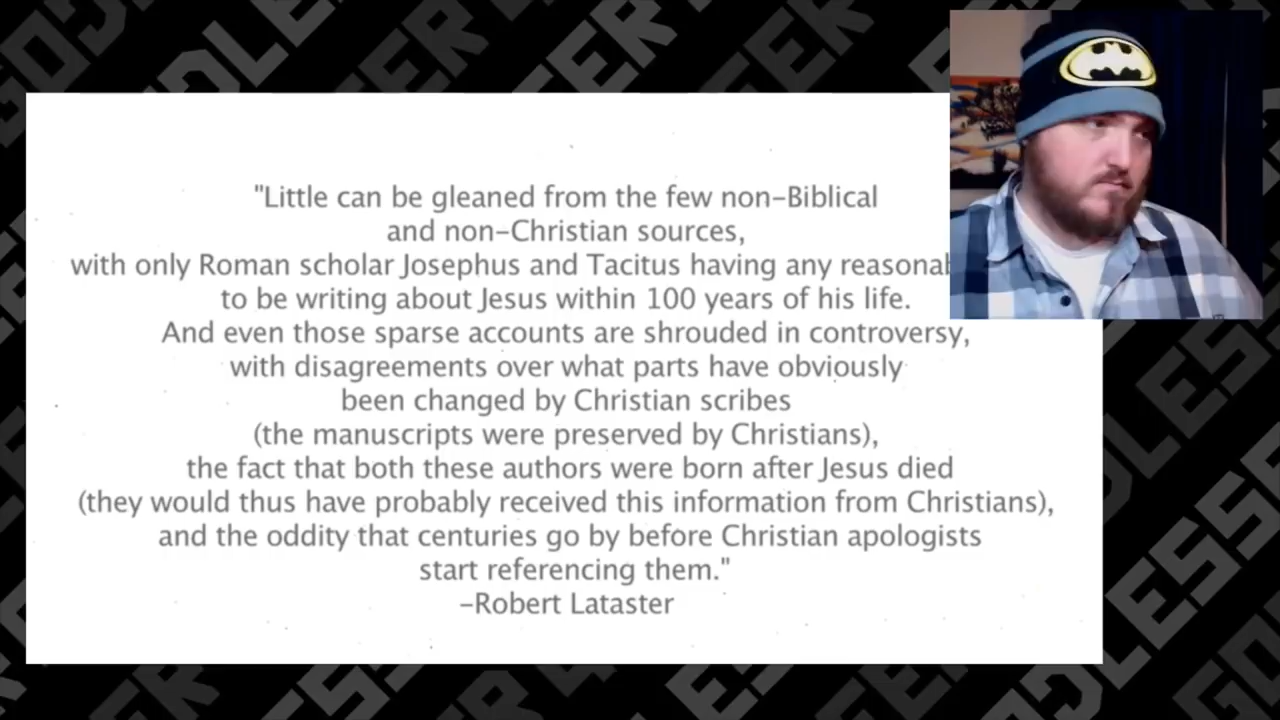 "Little can be gleaned from the few non-Biblical
and non-Christian sources,
with only Roman scholar Josephus and Tacitus having any
to be writing about Jesus within 100 years of his life.
And even those sparse accounts are shrouded in controversy,
with disagreements over what parts have obviously
been changed by Christian scribes
(the manuscripts were preserved by Christians),
the fact that both these authors were born after Jesus died
(they would thus have probably received this information from Christians),
and the oddity that centuries go by before Christian apologists
start referencing them."
-Robert Lataster